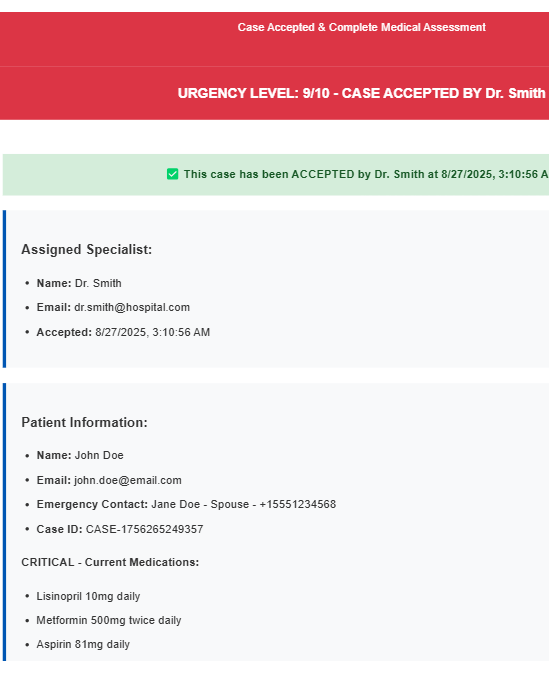 Case Accepted & Complete Medical Assessment
URGENCY LEVEL: 9/10 - CASE ACCEPTED BY Dr. Smith
This case has been ACCEPTED by Dr. Smith at 8/27/2025, 3:10:56 A
Assigned Specialist:
• Name: Dr. Smith
• Email: dr.smith@hospital.com
• Accepted: 8/27/2025, 3:10:56 AM
Patient Information:
• Name: John Doe
• Email: john.doe@email.com
• Emergency Contact: Jane Doe - Spouse - +15551234568
• Case ID: CASE-1756265249357
CRITICAL - Current Medications:
• Lisinopril 10mg daily
• Metformin 500mg twice daily
• Aspirin 81mg daily